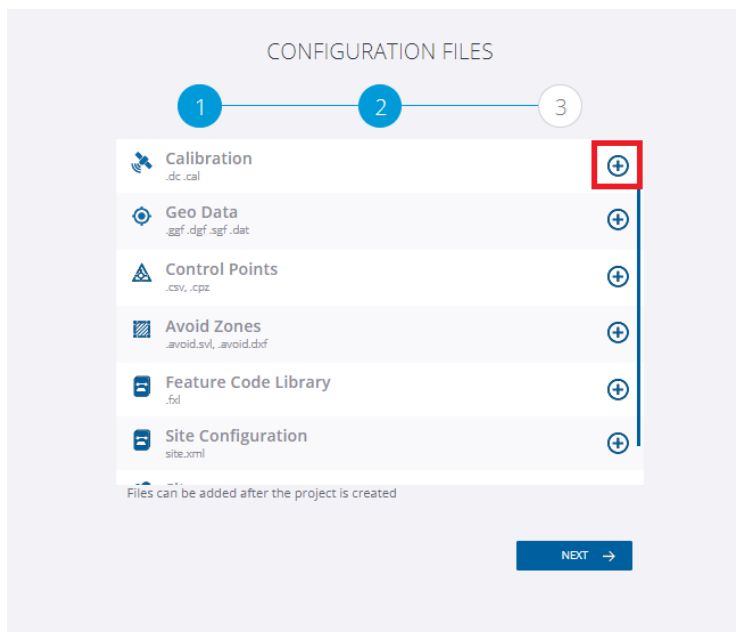 CONFIGURATION FILES
1 2 3
Calibration
.dc .cal
Geo Data
.ggf .dgf .sgf .dat
Control Points
.csv, .cpz
Avoid Zones
.avoid.svl, .avoid.dxf
Feature Code Library
.fxl
Site Configuration
site.xml
Files can be added after the project is created
NEXT